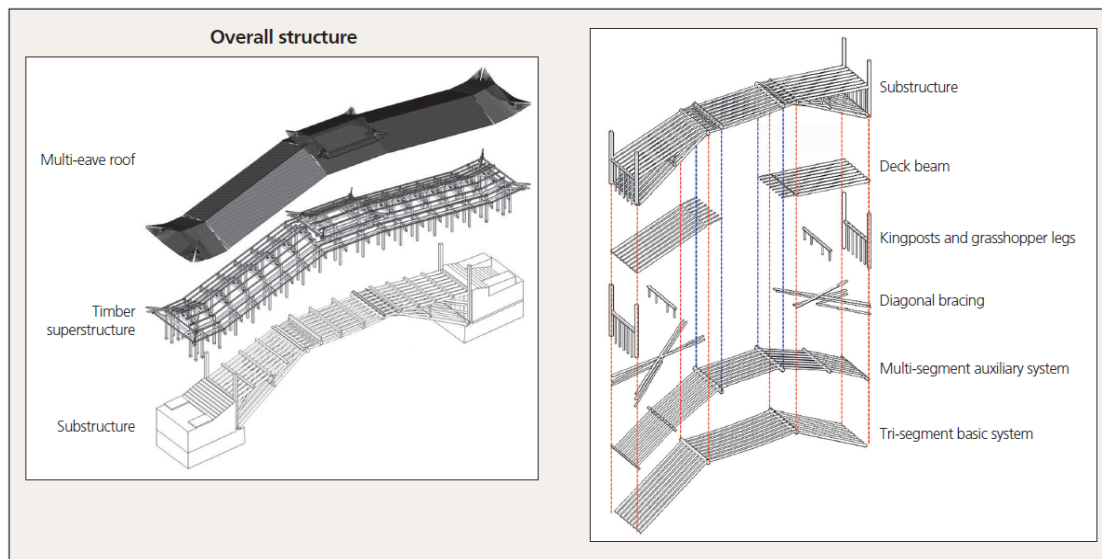 Overall structure
Multi-eave roof
Timber
superstructure
Substructure
Substructure
Deck beam
Kingposts and grasshopper legs
Diagonal bracing
Multi-segment auxiliary system
Tri-segment basic system